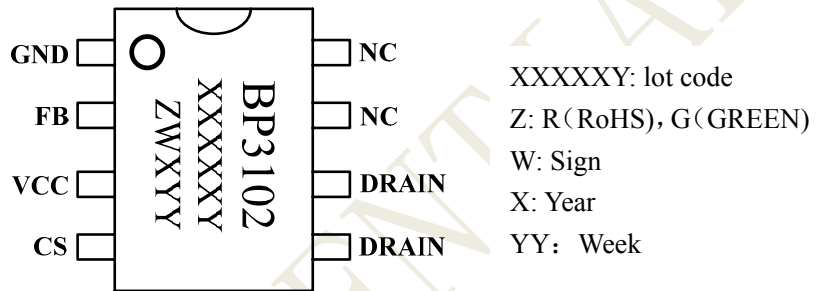 GND
FB
VCC
CS
BP3102
XXXXXXY
ZWXYY
NC
NC
DRAIN
DRAIN
XXXXXY: lot code
Z: R（RoHS），G（GREEN）
W: Sign
X: Year
YY： Week